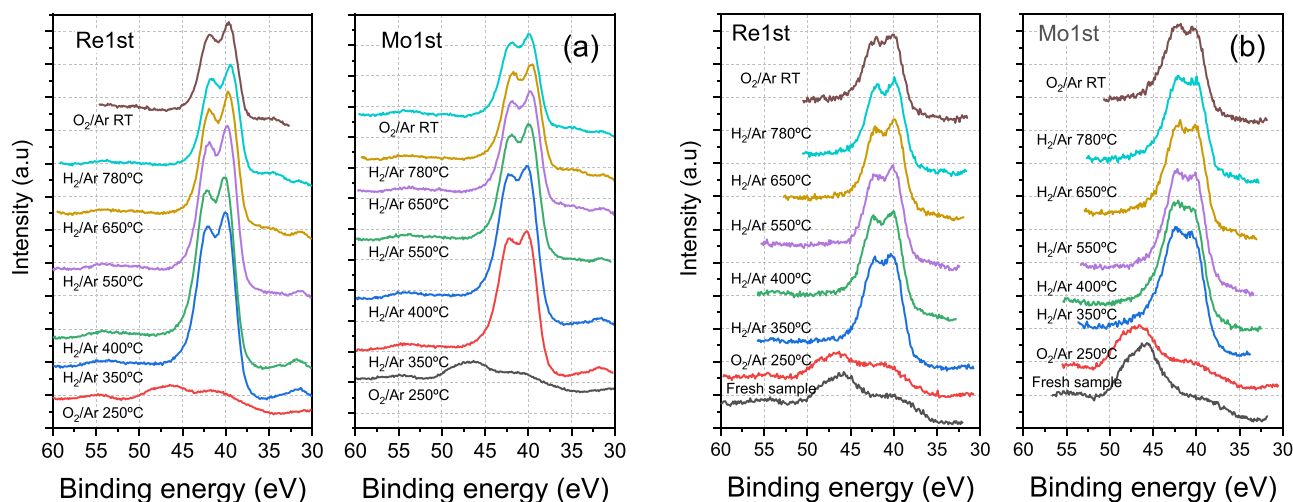 Re1st
O2/Ar RT
H2/Ar 780ºC
H2/Ar 650ºC
H2/Ar 550ºC
H2/Ar 400ºC
H2/Ar 350ºC
O2/Ar 250ºC
Intensity (a.u)
60 55 50 45 40 35 30
Binding energy (eV)
Mo1st
(a)
O2/Ar RT
H2/Ar 780ºC
H2/Ar 650ºC
H2/Ar 550ºC
H2/Ar 400ºC
H2/Ar 350ºC
O2/Ar 250ºC
60 55 50 45 40 35 30
Binding energy (eV)
Re1st
O2/Ar RT
H2/Ar 780ºC
H2/Ar 650ºC
H2/Ar 550ºC
H2/Ar 400ºC
H2/Ar 350ºC
O2/Ar 250ºC
Fresh sample
Intensity (a.u)
60 55 50 45 40 35 30
Binding energy (eV)
Mo1st
(b)
O2/Ar RT
H2/Ar 780ºC
H2/Ar 650ºC
H2/Ar 550ºC
H2/Ar 400ºC
H2/Ar 350ºC
O2/Ar 250ºC
Fresh sample
60 55 50 45 40 35 30
Binding energy (eV)